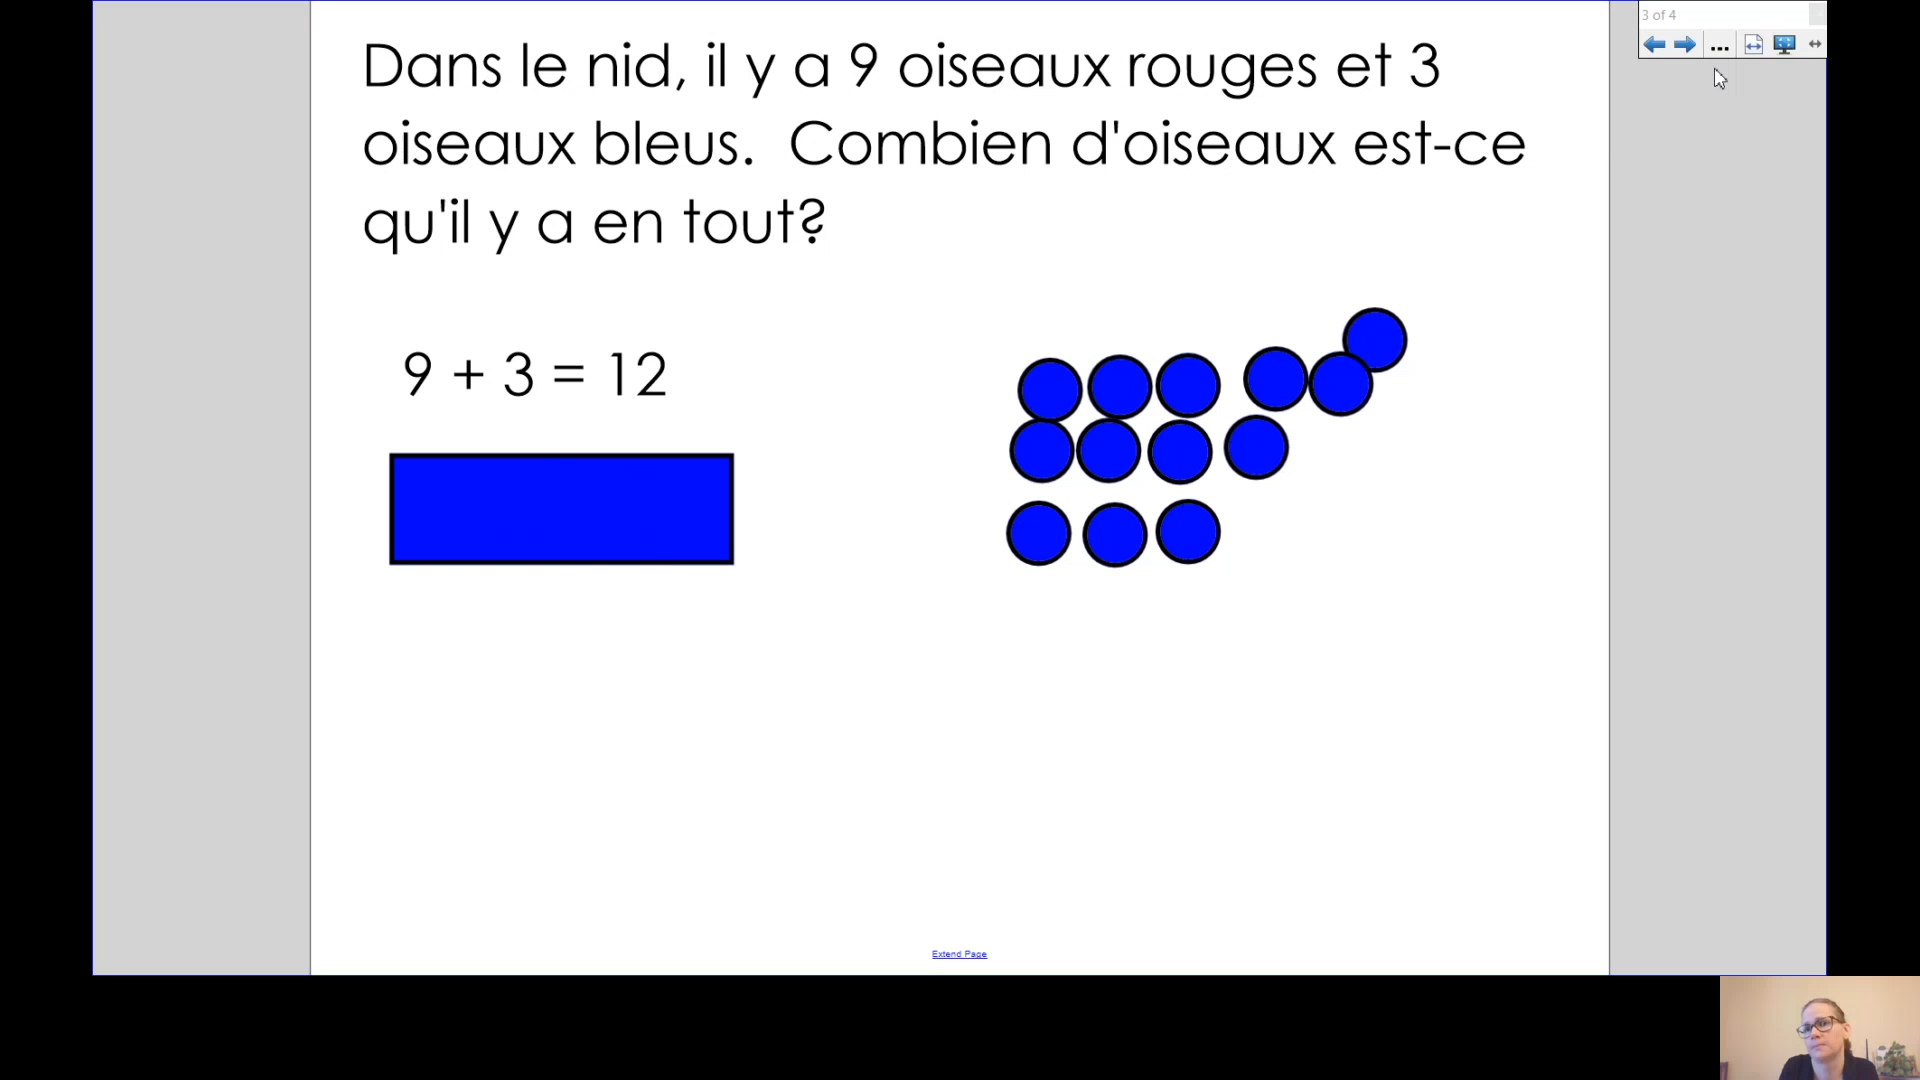 3 of 4
Dans le nid, il y a 9 oiseaux rouges et 3
oiseaux bleus.  Combien d'oiseaux est-ce
qu'il y a en tout?
9 + 3 = 12
Extend Page